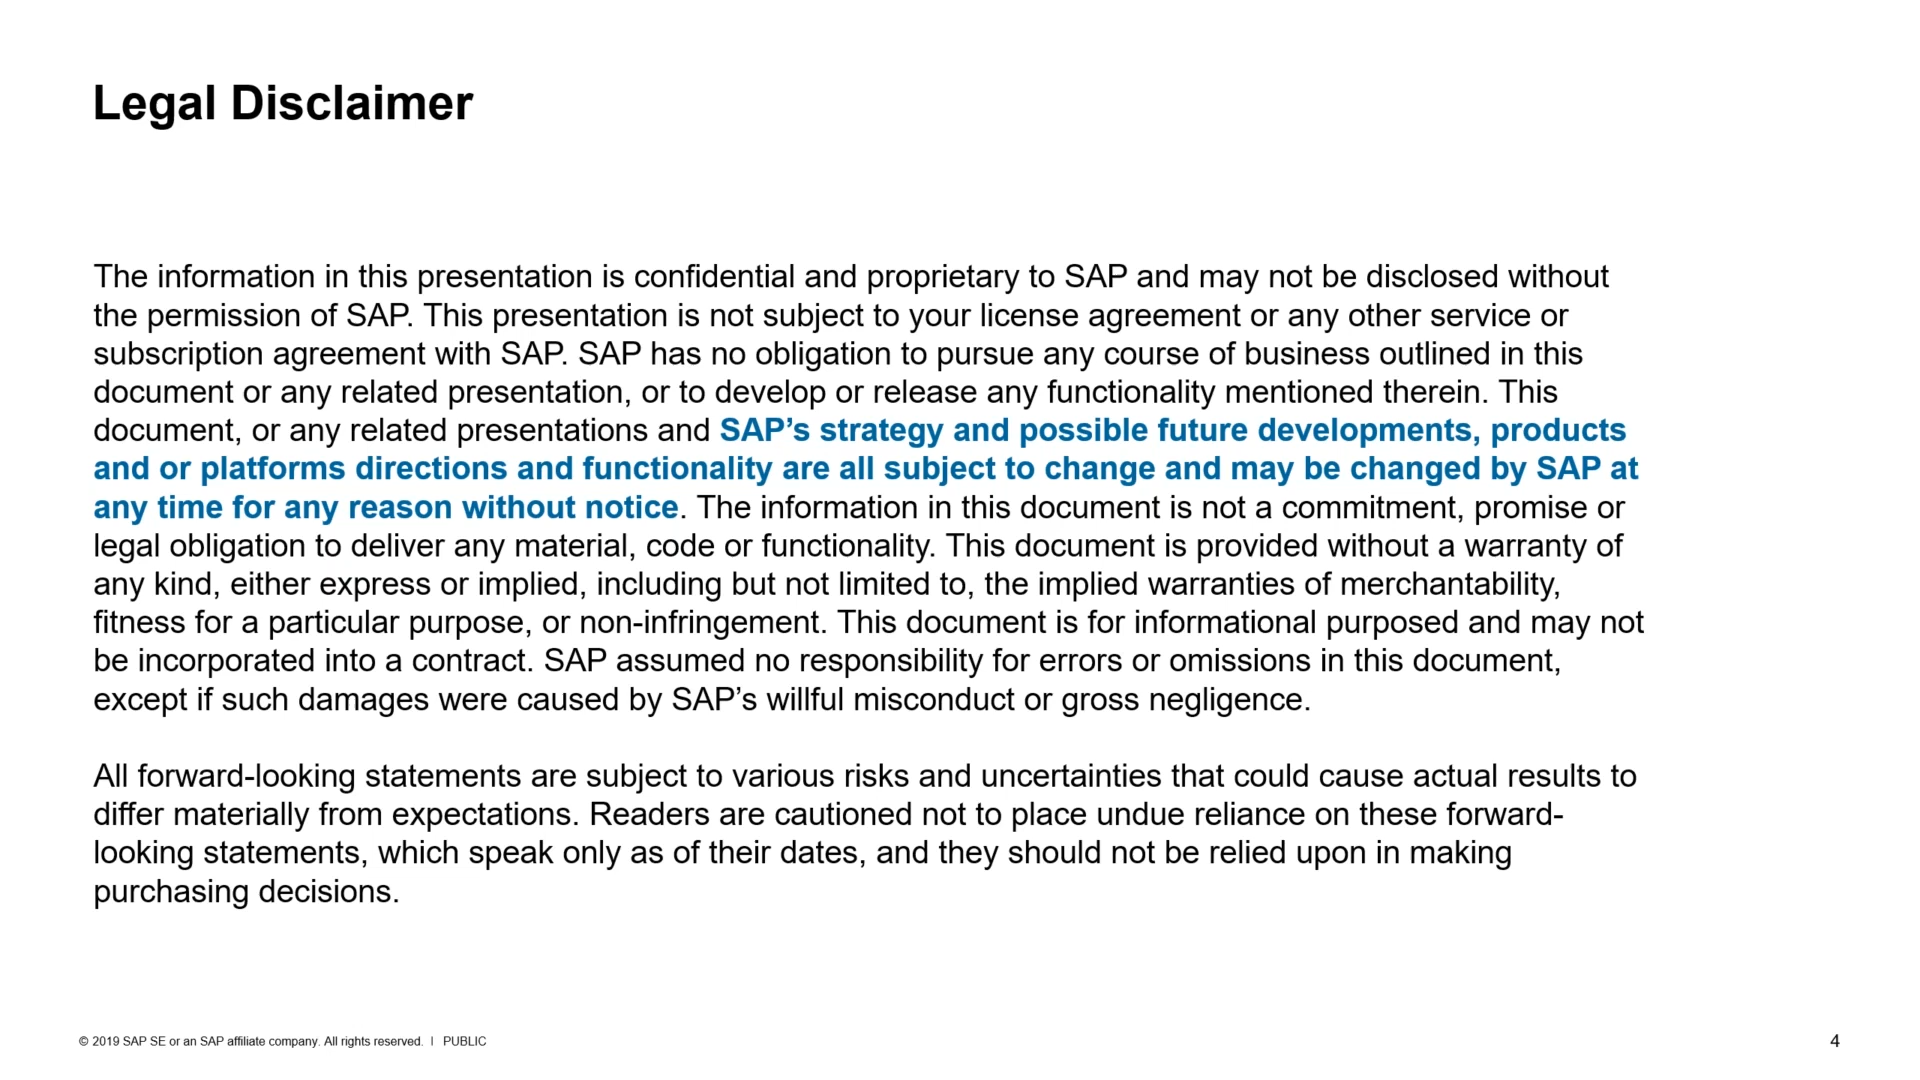 Legal Disclaimer
The information in this presentation is confidential and proprietary to SAP and may not be disclosed without
the permission of SAP. This presentation is not subject to your license agreement or any other service or
subscription agreement with SAP. SAP has no obligation to pursue any course of business outlined in this
document or any related presentation, or to develop or release any functionality mentioned therein. This
document, or any related presentations and SAP’s strategy and possible future developments, products
and or platforms directions and functionality are all subject to change and may be changed by SAP at
any time for any reason without notice. The information in this document is not a commitment, promise or
legal obligation to deliver any material, code or functionality. This document is provided without a warranty of
any kind, either express or implied, including but not limited to, the implied warranties of merchantability,
fitness for a particular purpose, or non-infringement. This document is for informational purposed and may not
be incorporated into a contract. SAP assumed no responsibility for errors or omissions in this document,
except if such damages were caused by SAP’s willful misconduct or gross negligence.
All forward-looking statements are subject to various risks and uncertainties that could cause actual results to
differ materially from expectations. Readers are cautioned not to place undue reliance on these forward-
looking statements, which speak only as of their dates, and they should not be relied upon in making
purchasing decisions.
© 2019 SAP SE or an SAP affiliate company. All rights reserved. | PUBLIC
4